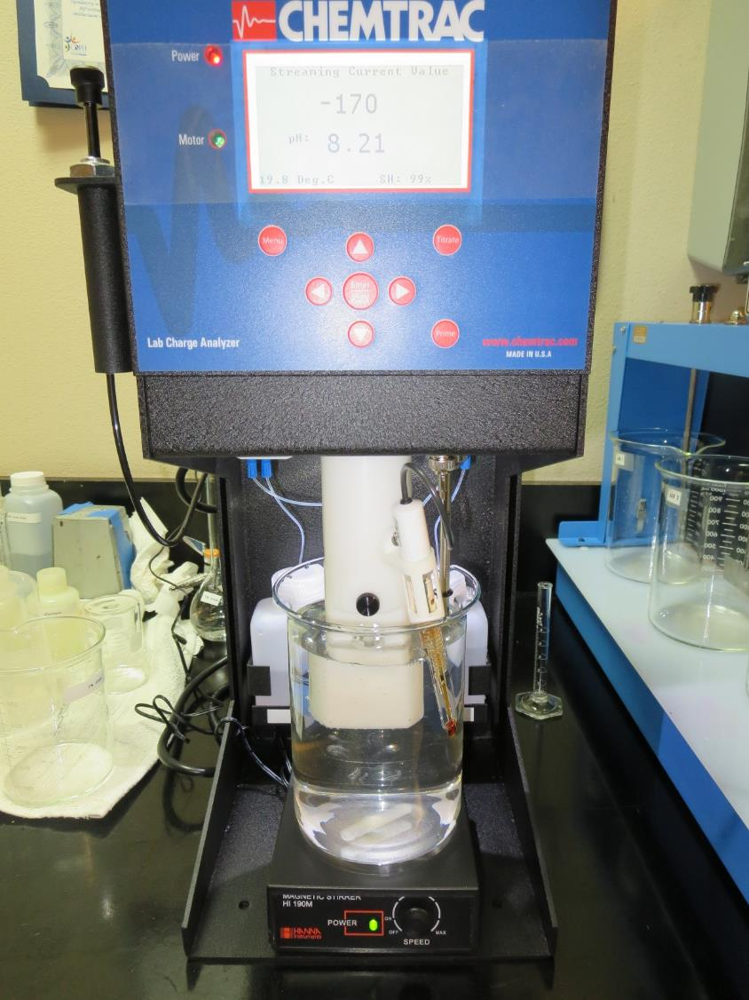 CHEMTRAC
Power
Streaming Current Value
-170
Motor
pH: 8.21
19.8 Deg.C SH: 99%
Menu
Titrate
Enter
Prime
Lab Charge Analyzer
www.chemtrac.com
MADE IN U.S.A
MAGNETIC STIRRER
HI 190M
POWER
ON
OFF
MAX
SPEED
HANNA
instruments